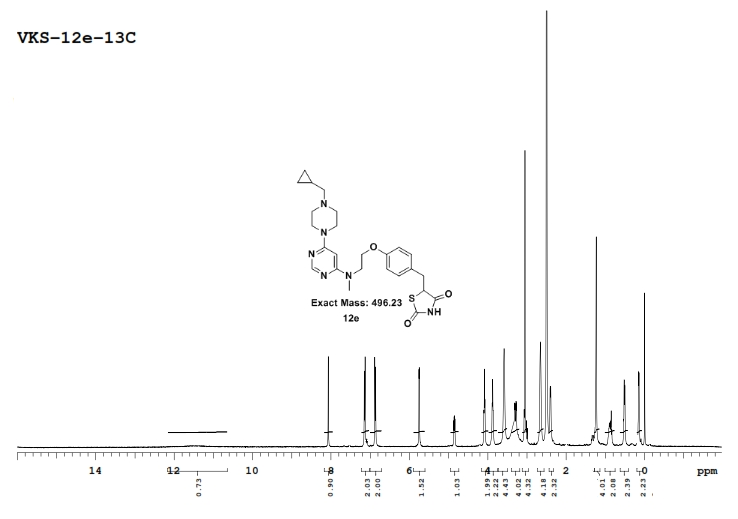 VKS-12e-13C
N
N
N
N
N
O
S
O
NH
O
Exact Mass: 496.23
12e
14 12 10 8 6 4 2 0 ppm
0.73 0.90 2.03 2.00 1.52 1.03 1.99 2.22 4.43 4.02 4.32 4.18 2.32 4.01 2.08 2.39 2.23